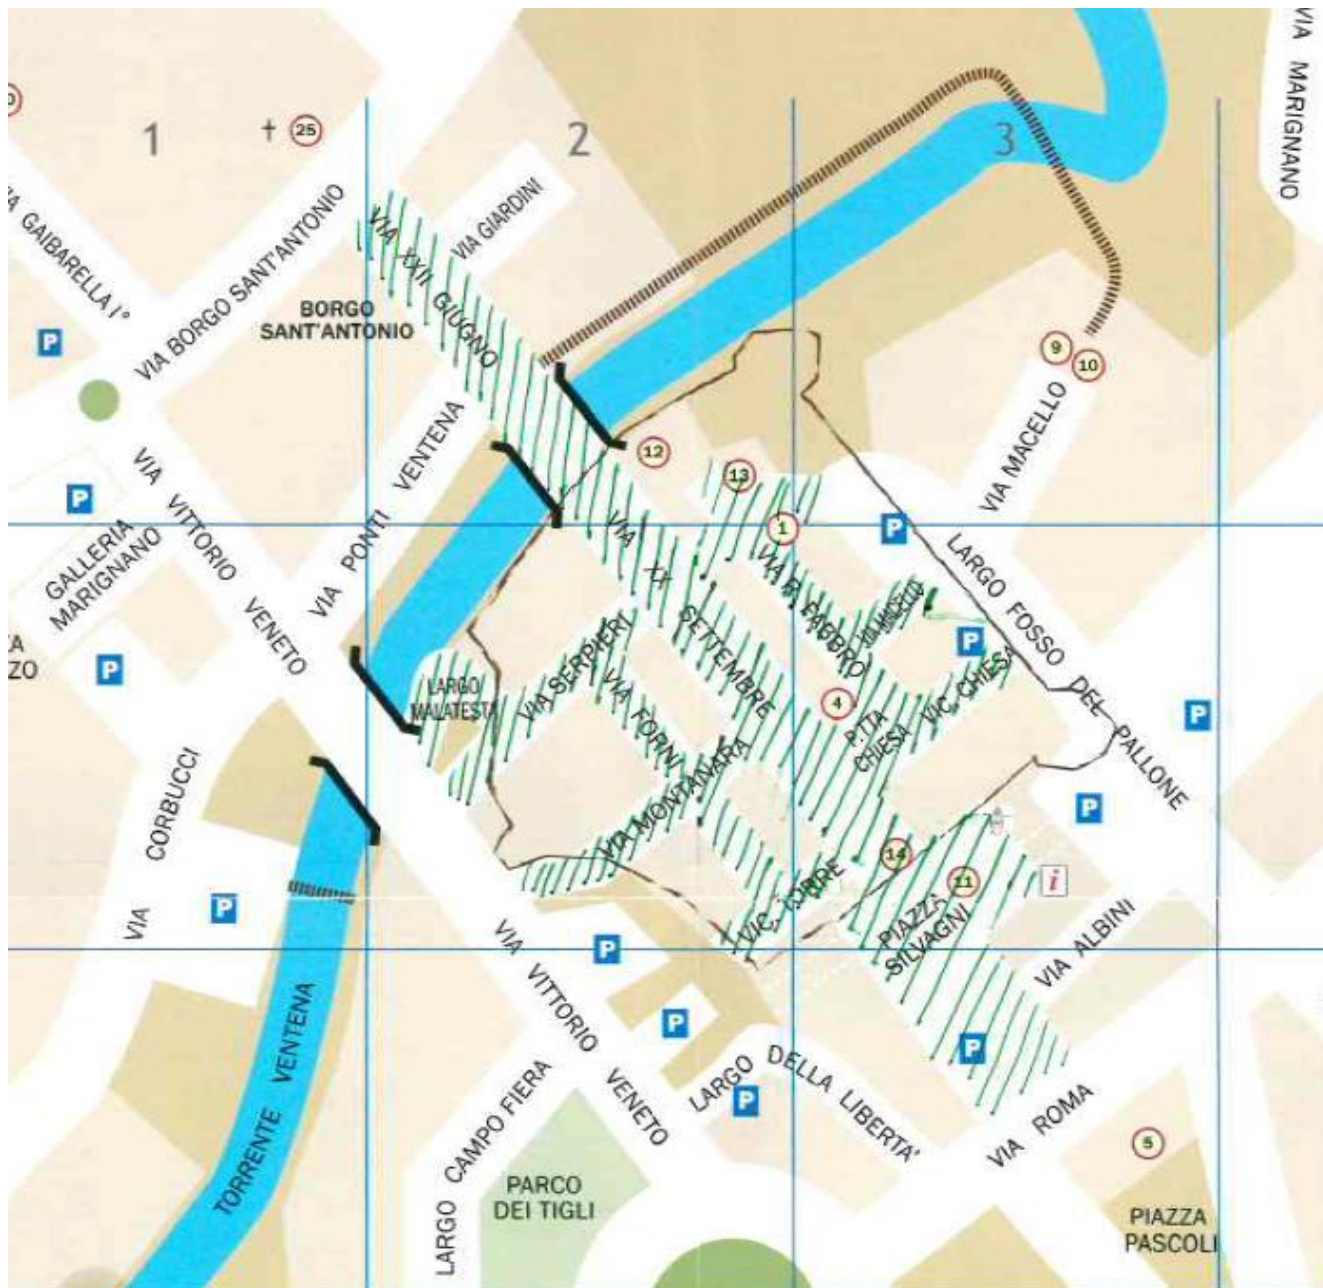 1
2
3
25
VIA MARIGNANO
VIA GAIBARELLA I°
VIA BORGO SANT'ANTONIO
VIA XXII GIUGNO
VIA GIARDINI
BORGO
SANT'ANTONIO
P
9
10
VIA MACELLO
VIA PONTI VENTENA
12
13
1
P
P
GALLERIA
MARIGNANO
VIA VITTORIO VENETO
VIA XX SETTEMBRE
VIA P. FABBRO
VIA MACELLO
LARGO FOSSO DEL PALLONE
P
P
ZO
LARGO
MALATESTA
VIA SERPIERI
VIA FORNI
4
P.TTA
CHIESA
VIC. CHIESA
P
VIA MONTANARA
P
VIA CORBUCCI
P
14
11
i
VIC. TORRE
PIAZZA
SILVAGNI
VIA ALBINI
P
VIA VITTORIO VENETO
P
P
TORRENTE VENTENA
LARGO CAMPO FIERA
LARGO DELLA LIBERTA'
P
VIA ROMA
5
PARCO
DEI TIGLI
PIAZZA
PASCOLI